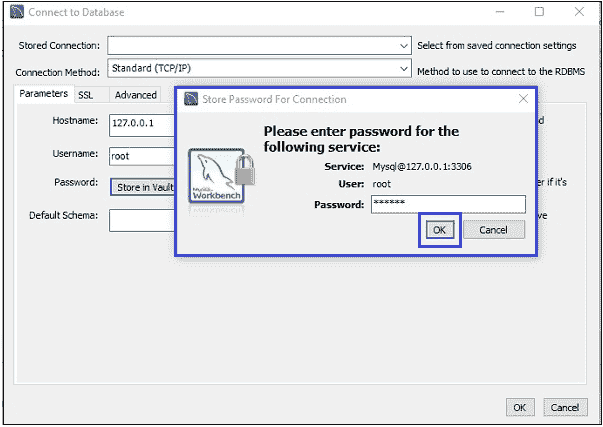 Connect to Database
Stored Connection:
Select from saved connection settings
Connection Method:
Standard (TCP/IP)
Method to use to connect to the RDBMS
Parameters
SSL
Advanced
Hostname:
127.0.0.1
Username:
root
Password:
Store in Vault
er if it's
Default Schema:
Store Password For Connection
Please enter password for the
following service:
Service: Mysql@127.0.0.1:3306
User: root
Password: ******
OK
Cancel
MySQL
Workbench
OK
Cancel